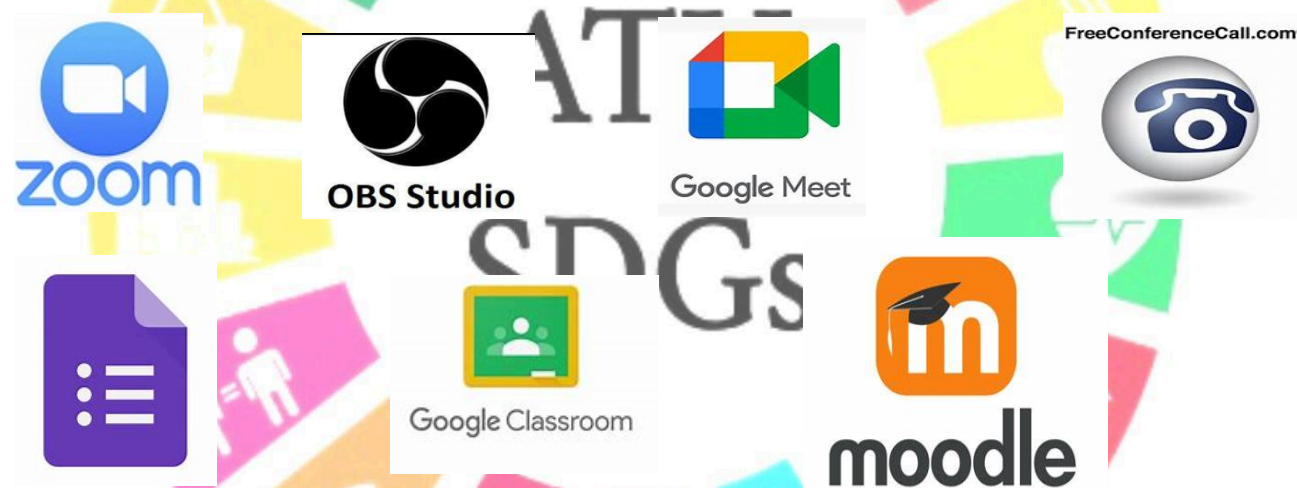 FreeConferenceCall.com
zoom
OBS Studio
Google Meet
SDGs
Google Classroom
m
moodle